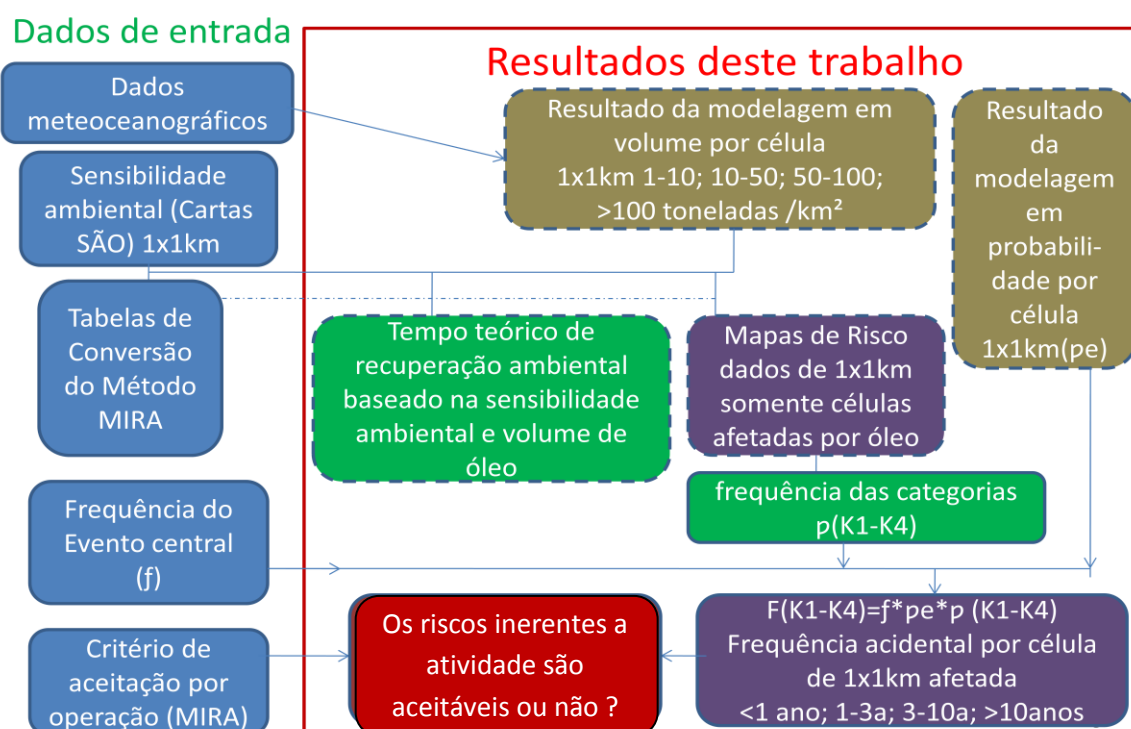 Dados de entrada
Dados
meteoceanográficos
Sensibilidade
ambiental (Cartas
SÃO) 1x1km
Tabelas de
Conversão
do Método
MIRA
Frequência do
Evento central
(ƒ)
Critério de
aceitação por
operação (MIRA)
Resultados deste trabalho
Resultado da modelagem em
volume por célula
1x1km 1-10; 10-50; 50-100;
>100 toneladas /km²
Resultado
da
modelagem
em
probabili-
dade por
célula
1x1km(pe)
Tempo teórico de
recuperação ambiental
baseado na sensibilidade
ambiental e volume de
óleo
Mapas de Risco
dados de 1x1km
somente células
afetadas por óleo
frequência das categorias
p(K1-K4)
Os riscos inerentes a
atividade são
aceitáveis ou não ?
F(K1-K4)=ƒ*pe*p (K1-K4)
Frequência acidental por célula
de 1x1km afetada
<1 ano; 1-3a; 3-10a; >10anos